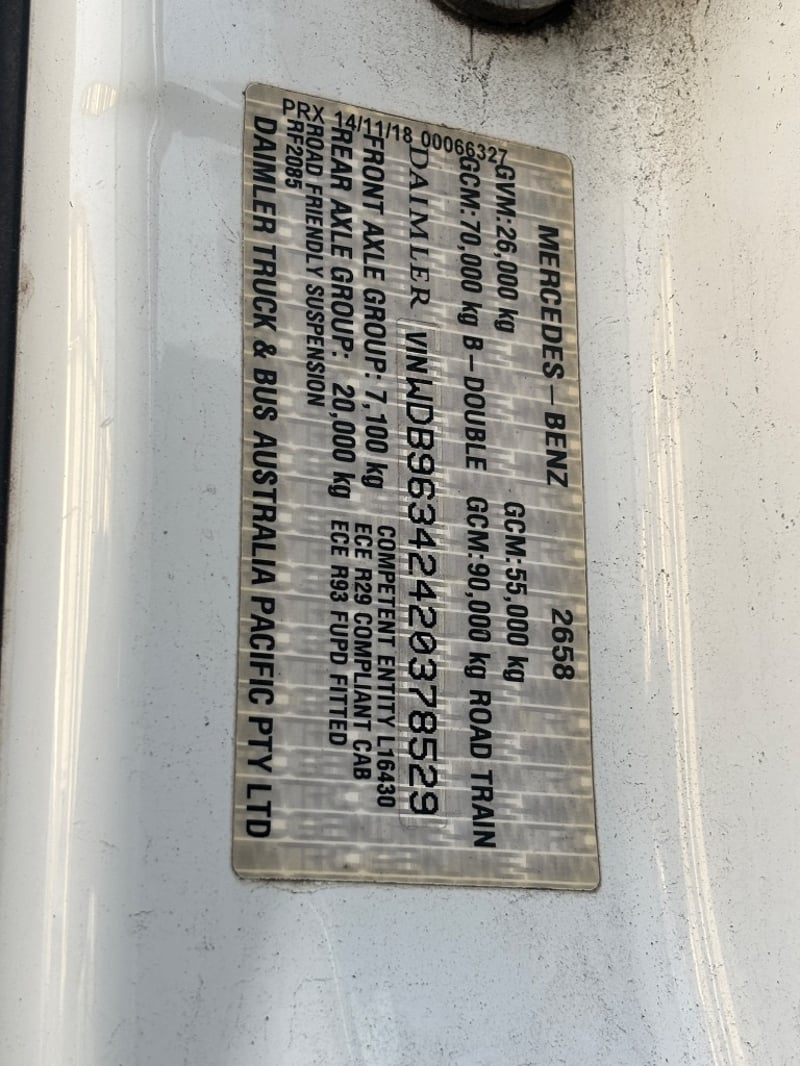 MERCEDES-BENZ 2658
GVM:26,000 kg GCM:55,000 kg
GCM:70,000 kg B-DOUBLE GCM:90,000 kg ROAD TRAIN
DAIMLER VIN WDB96342420378529
FRONT AXLE GROUP: 7,100 kg COMPETENT ENTITY L16430
REAR AXLE GROUP: 20,000 kg ECE R29 COMPLIANT CAB
ROAD FRIENDLY SUSPENSION ECE R93 FUPD FITTED
RF2085
DAIMLER TRUCK & BUS AUSTRALIA PACIFIC PTY LTD
PRX 14/11/18 00066327